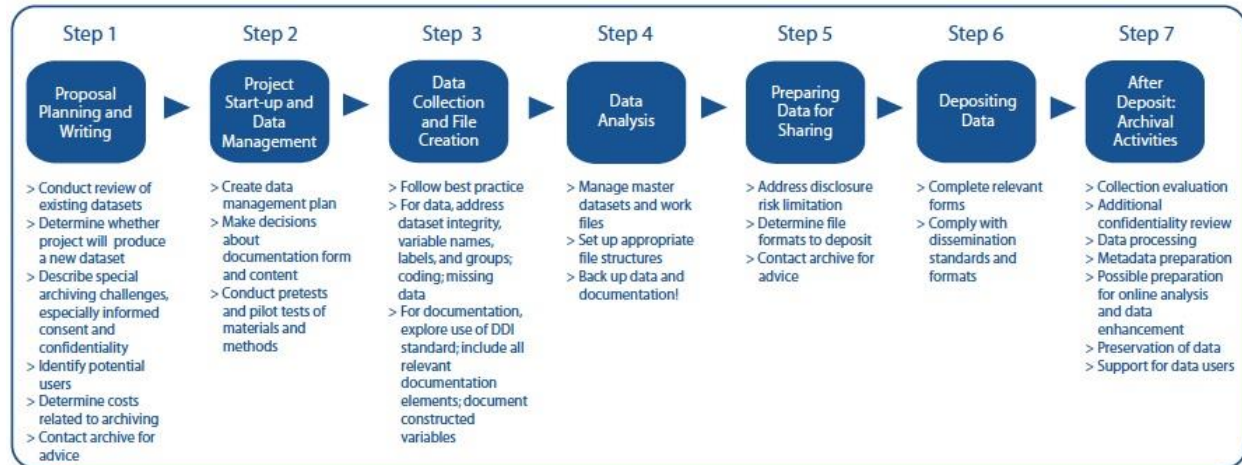 Step 1
Proposal
Planning and
Writing
> Conduct review of
existing datasets
> Determine whether
project will produce
a new dataset
> Describe special
archiving challenges,
especially informed
consent and
confidentiality
> Identify potential
users
> Determine costs
related to archiving
> Contact archive for
advice
Step 2
Project
Start-up and
Data
Management
> Create data
management plan
> Make decisions
about
documentation form
and content
> Conduct pretests
and pilot tests of
materials and
methods
Step 3
Data
Collection
and File
Creation
> Follow best practice
> For data, address
dataset integrity,
variable names,
labels, and groups;
coding; missing
data
> For documentation,
explore use of DDI
standard; include all
relevant
documentation
elements; document
constructed
variables
Step 4
Data
Analysis
> Manage master
datasets and work
files
> Set up appropriate
file structures
> Back up data and
documentation!
Step 5
Preparing
Data for
Sharing
> Address disclosure
risk limitation
> Determine file
formats to deposit
> Contact archive for
advice
Step 6
Depositing
Data
> Complete relevant
forms
> Comply with
dissemination
standards and
formats
Step 7
After
Deposit:
Archival
Activities
> Collection evaluation
> Additional
confidentiality review
> Data processing
> Metadata preparation
> Possible preparation
for online analysis
and data
enhancement
> Preservation of data
> Support for data users